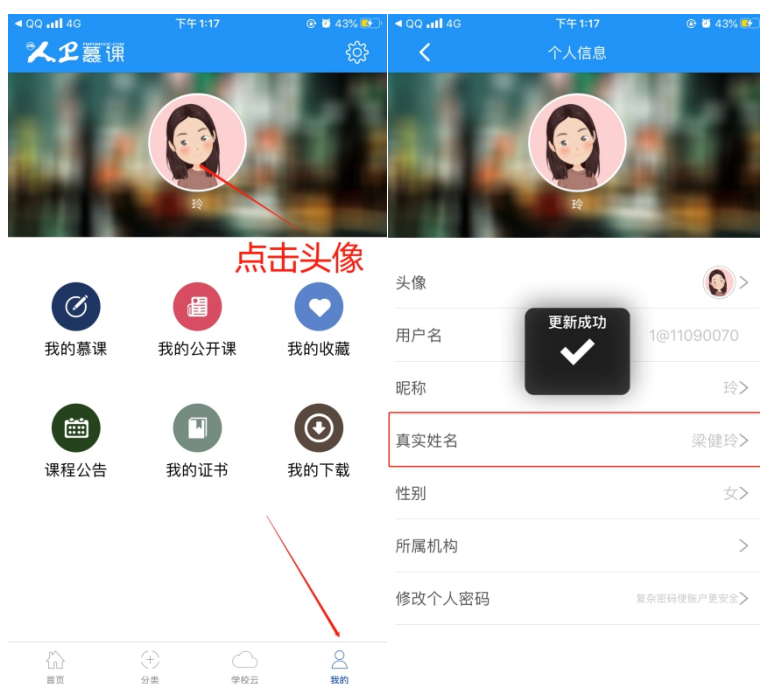 QQ 4G 下午1:17 43%
人卫慕课
玲
点击头像
我的慕课 我的公开课 我的收藏
课程公告 我的证书 我的下载
首页 分类 学校云 我的
QQ 4G 下午1:17 43%
个人信息
玲
头像
更新成功
用户名 1@11090070
昵称 玲
真实姓名 梁健玲
性别 女
所属机构
修改个人密码 复杂密码使账户更安全